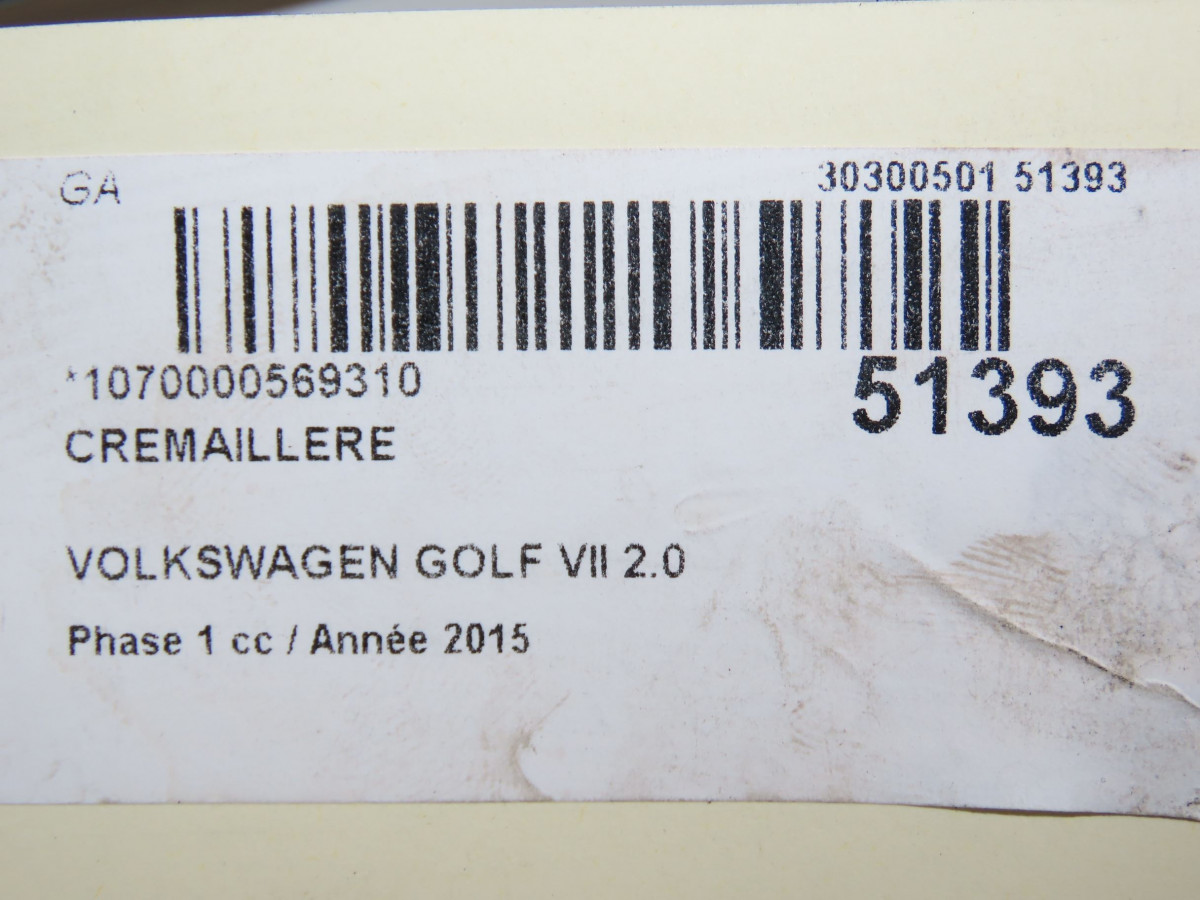 GA 30300501 51393
*1070000569310 51393
CREMAILLERE
VOLKSWAGEN GOLF VII 2.0
Phase 1 cc / Année 2015